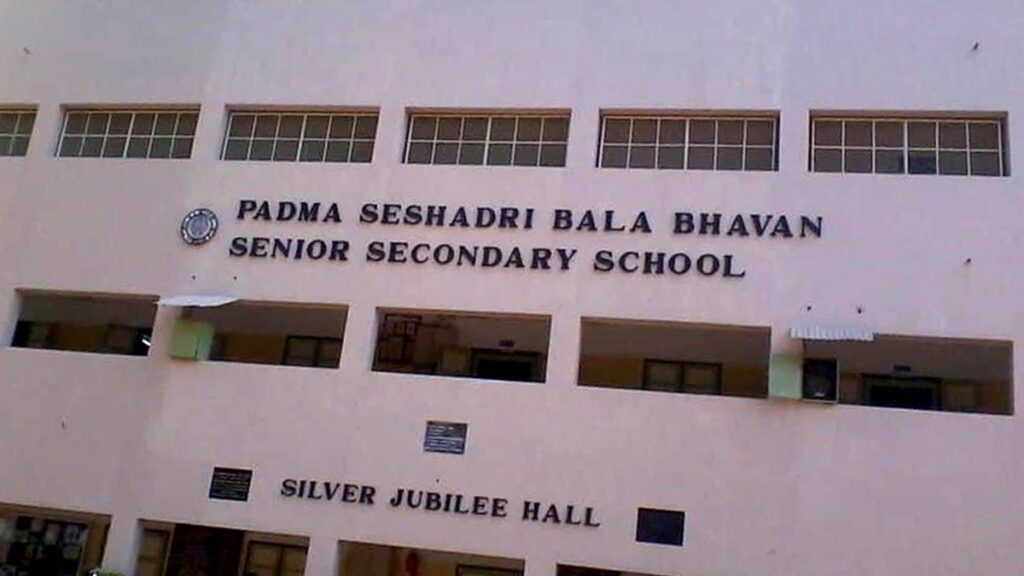 PADMA SESHADRI BALA BHAVAN
SENIOR SECONDARY SCHOOL
SILVER JUBILEE HALL